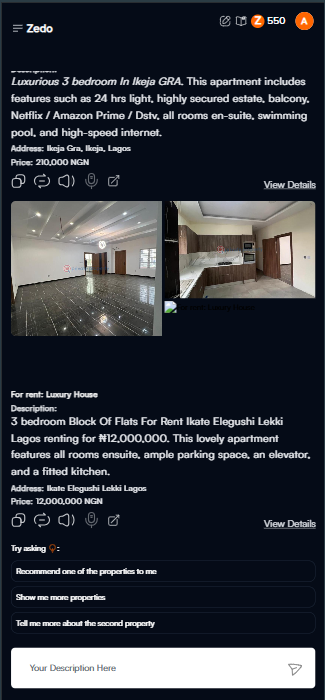 Zedo
Z 550 A
Description:
Luxurious 3 bedroom In Ikeja GRA. This apartment includes
features such as 24 hrs light, highly secured estate, balcony,
Netflix / Amazon Prime / Dstv, all rooms en-suite, swimming
pool, and high-speed internet.
Address: Ikeja Gra, Ikeja, Lagos
Price: 210,000 NGN
View Details
Luxury House
For rent: Luxury House
Description:
3 bedroom Block Of Flats For Rent Ikate Elegushi Lekki
Lagos renting for ₦12,000,000. This lovely apartment
features all rooms ensuite, ample parking space, an elevator,
and a fitted kitchen.
Address: Ikate Elegushi Lekki Lagos
Price: 12,000,000 NGN
View Details
Try asking :
Recommend one of the properties to me
Show me more properties
Tell me more about the second property
Your Description Here